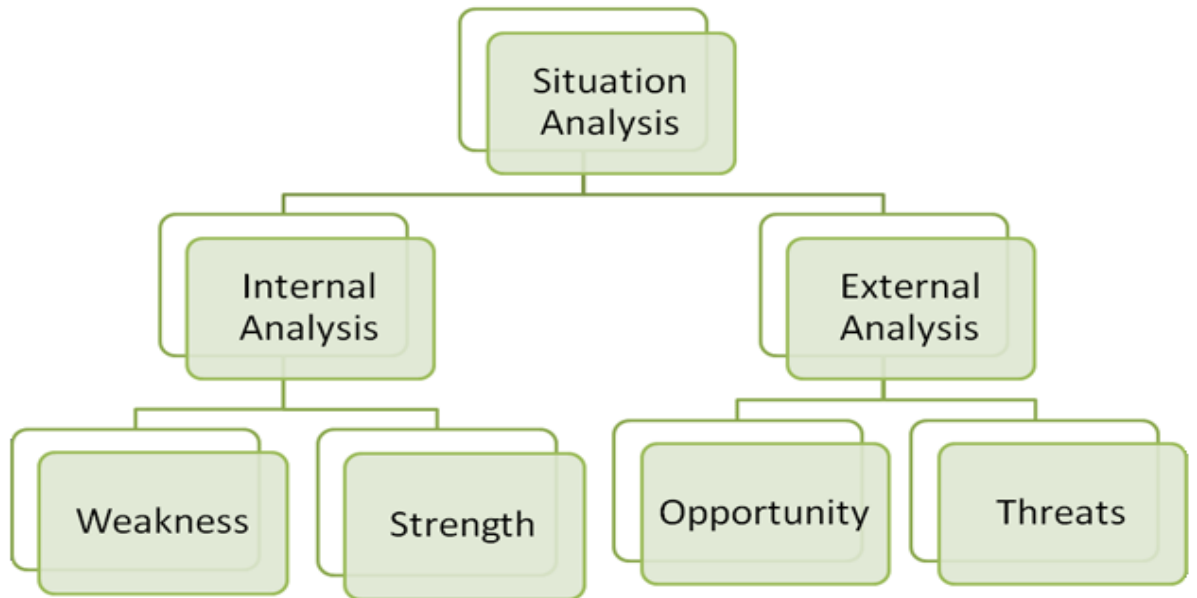 Situation
Analysis
Internal
Analysis
External
Analysis
Weakness
Strength
Opportunity
Threats